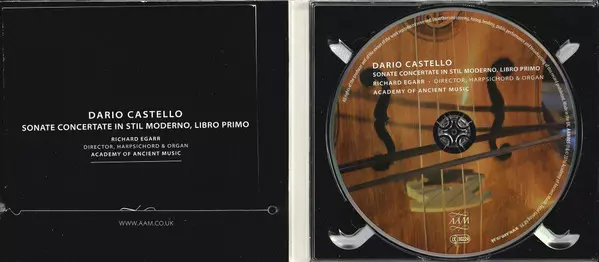 DARIO CASTELLO
SONATE CONCERTATE IN STIL MODERNO, LIBRO PRIMO
RICHARD EGARR
DIRECTOR, HARPSICHORD & ORGAN
ACADEMY OF ANCIENT MUSIC
WWW.AAM.CO.UK
DARIO CASTELLO
SONATE CONCERTATE IN STIL MODERNO, LIBRO PRIMO
RICHARD EGARR · DIRECTOR, HARPSICHORD & ORGAN
ACADEMY OF ANCIENT MUSIC
AAM